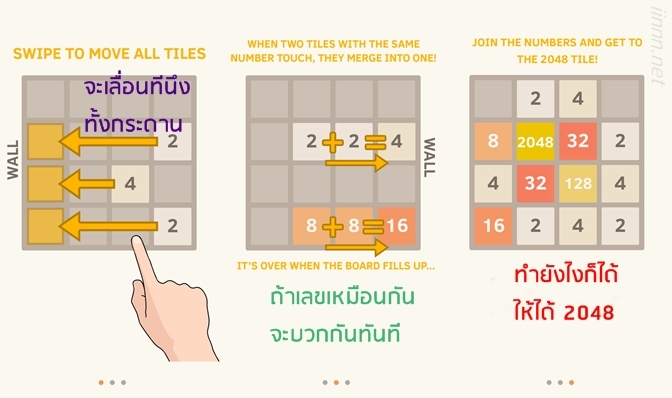 SWIPE TO MOVE ALL TILES
จะเลื่อนทีนึง
ทั้งกระดาน
WALL
2
4
2
WHEN TWO TILES WITH THE SAME
NUMBER TOUCH, THEY MERGE INTO ONE!
2 + 2 = 4
WALL
8 + 8 = 16
IT'S OVER WHEN THE BOARD FILLS UP...
ถ้าเลขเหมือนกัน
จะบวกกันทันที
JOIN THE NUMBERS AND GET TO
THE 2048 TILE!
2 4
8 2048 32 2
4 32 128 4
16 2 4 2
ทำยังไงก็ได้
ให้ได้ 2048
iiinnn.net